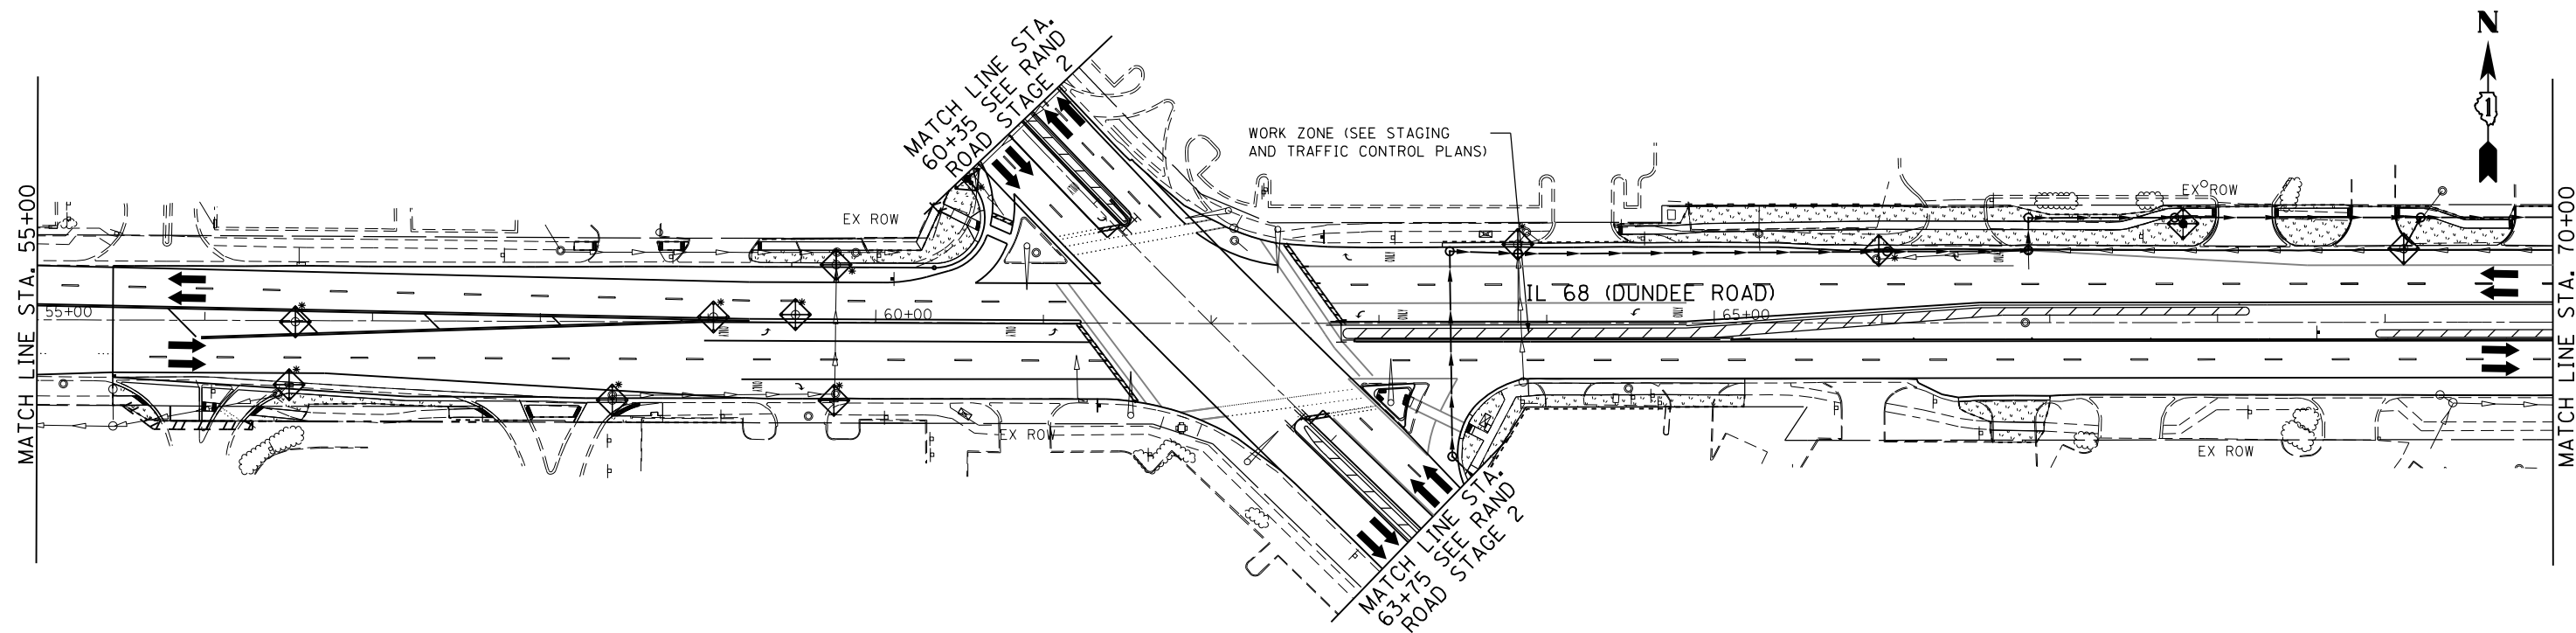 N
1
MATCH LINE STA.
60+35 SEE RAND
ROAD STAGE 2
WORK ZONE (SEE STAGING
AND TRAFFIC CONTROL PLANS)
EX ROW
EX ROW
MATCH LINE STA. 55+00
MATCH LINE STA. 70+00
IL 68 (DUNDEE ROAD)
55+00
60+00
65+00
EX ROW
EX ROW
MATCH LINE STA.
63+75 SEE RAND
ROAD STAGE 2